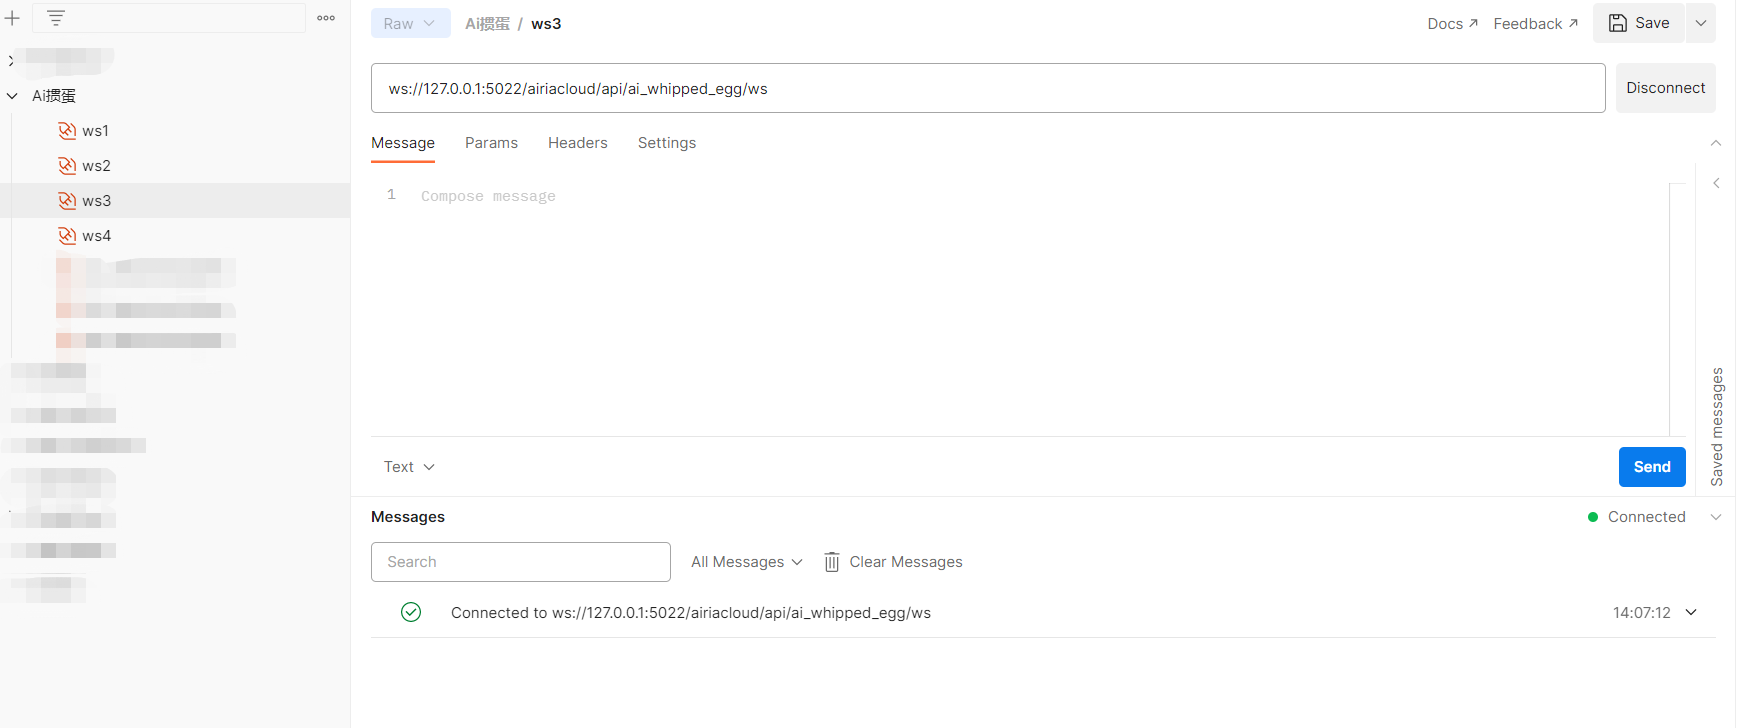 Ai掼蛋
ws1
ws2
ws3
ws4
Raw
Ai掼蛋 / ws3
Docs ↗
Feedback ↗
Save
ws://127.0.0.1:5022/airiacloud/api/ai_whipped_egg/ws
Disconnect
Message
Params
Headers
Settings
1
Compose message
Saved messages
Text
Send
Messages
Connected
Search
All Messages
Clear Messages
Connected to ws://127.0.0.1:5022/airiacloud/api/ai_whipped_egg/ws
14:07:12